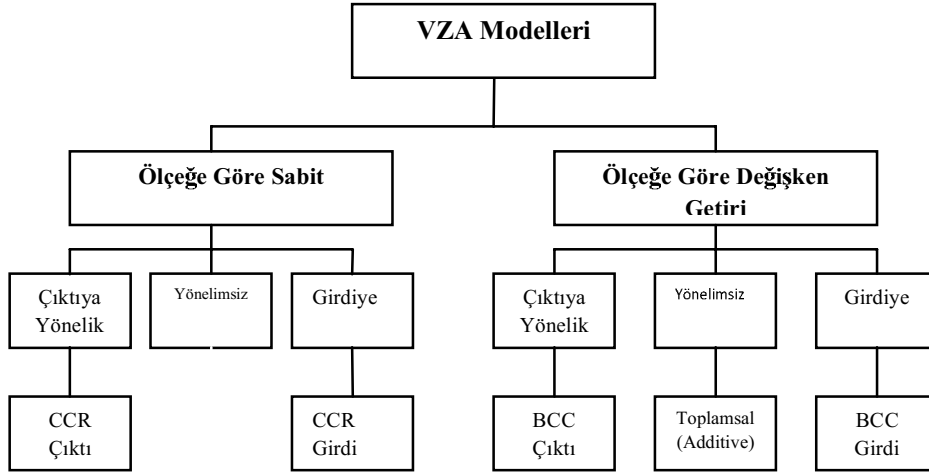 VZA Modelleri
Ölçeğe Göre Sabit
Ölçeğe Göre Değişken
Getiri
Çıktıya
Yönelik
Yönelimsiz
Girdiye
Çıktıya
Yönelik
Yönelimsiz
Girdiye
CCR
Çıktı
CCR
Girdi
BCC
Çıktı
Toplamsal
(Additive)
BCC
Girdi